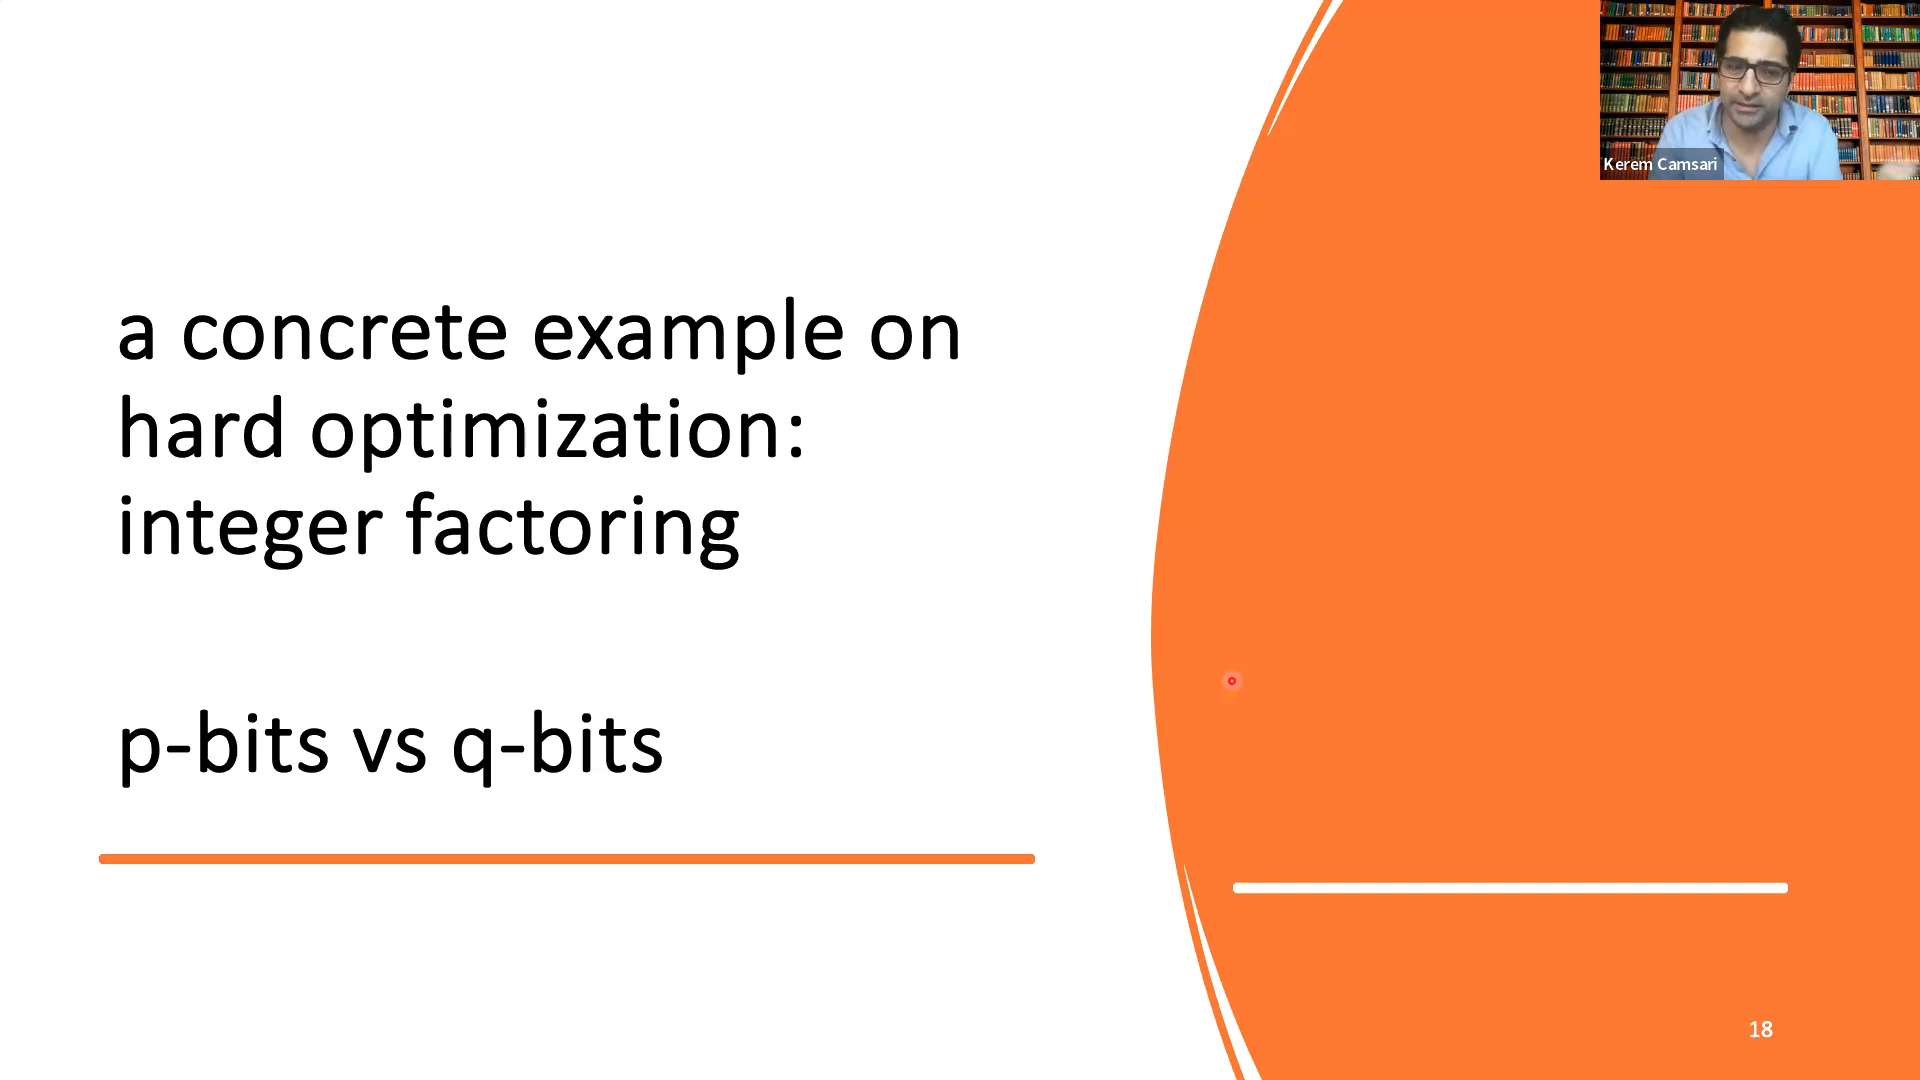 Kerem Camsari
a concrete example on
hard optimization:
integer factoring
p-bits vs q-bits
18